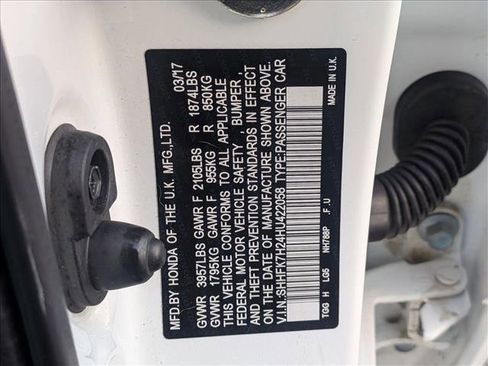 MFD.BY HONDA OF THE U.K. MFG.,LTD. 03/17
GVWR 3957LBS GAWR F 2105LBS R 1874LBS
GVWR 1795KG GAWR F 955KG R 850KG
THIS VEHICLE CONFORMS TO ALL APPLICABLE
FEDERAL MOTOR VEHICLE SAFETY , BUMPER,
AND THEFT PREVENTION STANDARDS IN EFFECT
ON THE DATE OF MANUFACTURE SHOWN ABOVE.
V.I.N.:SHHFK7H24HU422058 TYPE:PASSENGER CAR
TGG H LG5 NH788P .F .U MADE IN U.K.